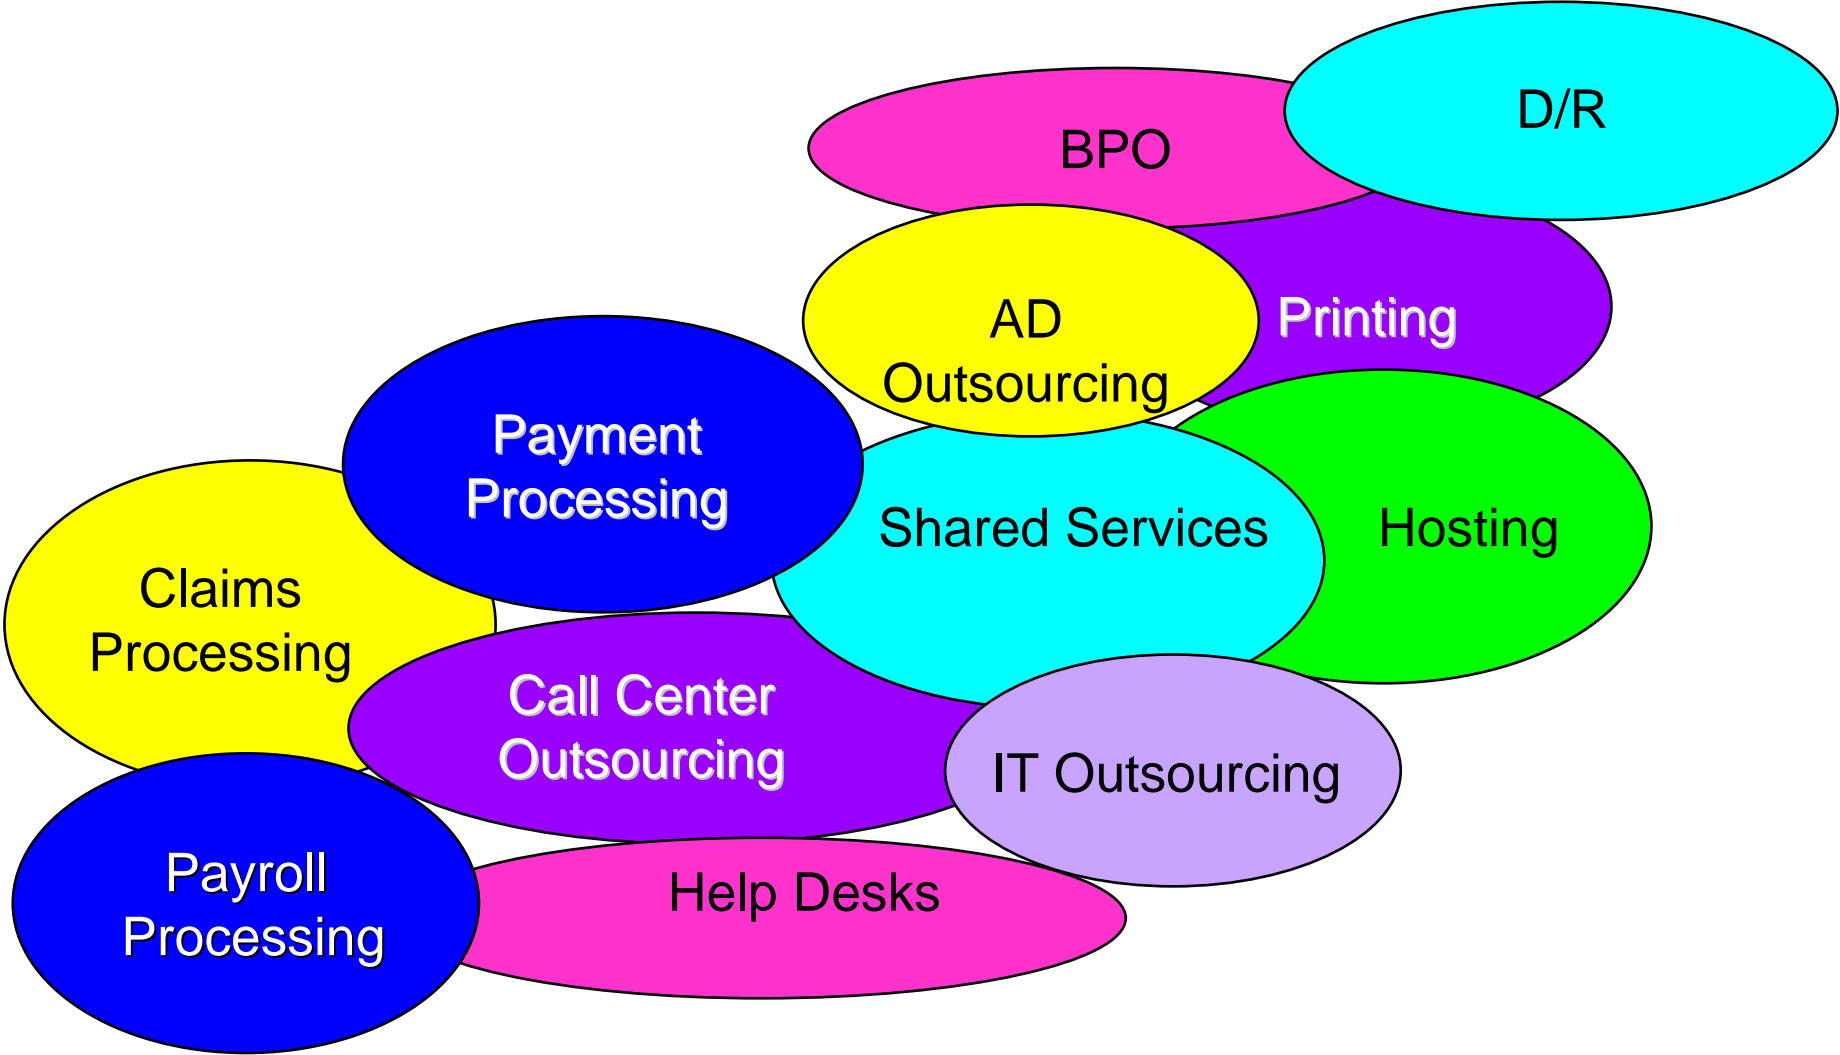 D/R
BPO
AD
Outsourcing
Printing
Payment
Processing
Shared Services
Hosting
Claims
Processing
Call Center
Outsourcing
IT Outsourcing
Payroll
Processing
Help Desks